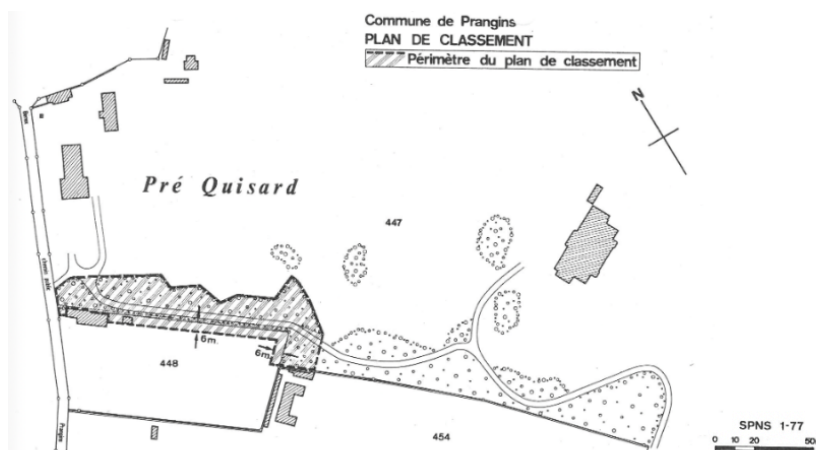 Commune de Prangins
PLAN DE CLASSEMENT
Périmètre du plan de classement
N
Pré Quisard
447
6m.
6m.
448
454
SPNS 1-77
0 10 20 50